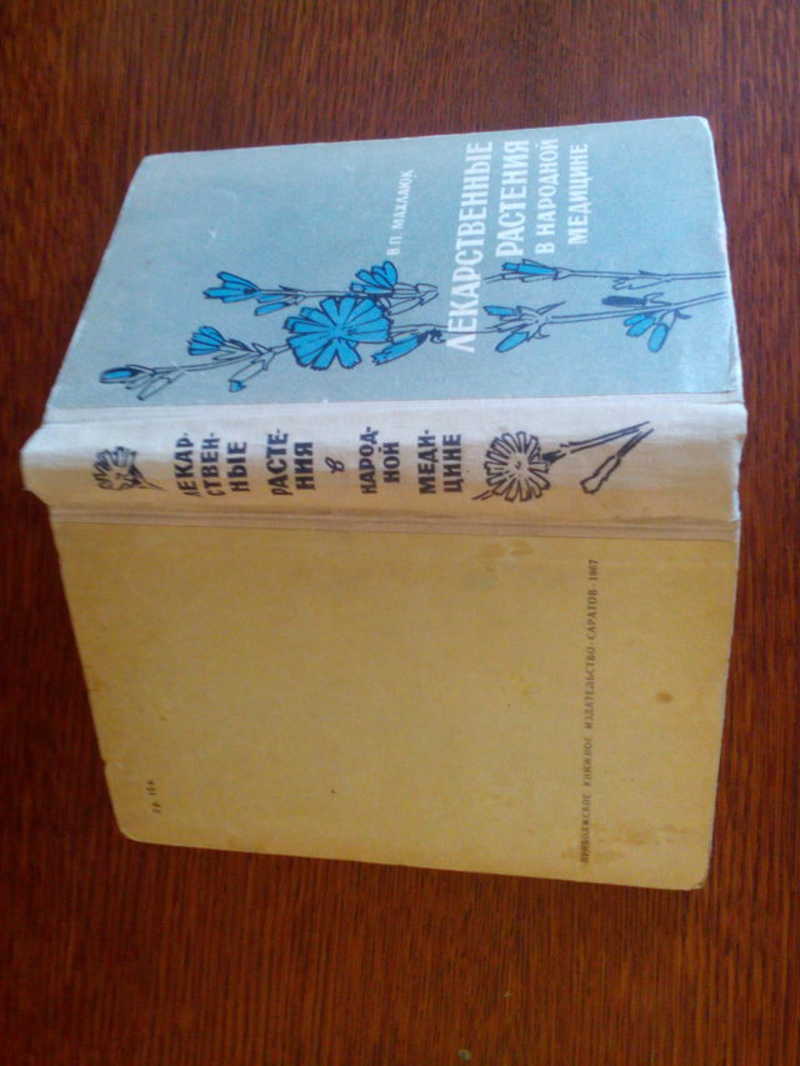 В.П. МАХЛАЮК
ЛЕКАРСТВЕННЫЕ
РАСТЕНИЯ
В НАРОДНОЙ
МЕДИЦИНЕ
ЛЕКАР-
СТВЕН-
НЫЕ
РАСТЕ-
НИЯ
в
НАРОД-
НОЙ
МЕДИ-
ЦИНЕ
ПРИВОЛЖСКОЕ КНИЖНОЕ ИЗДАТЕЛЬСТВО·САРАТОВ·1967